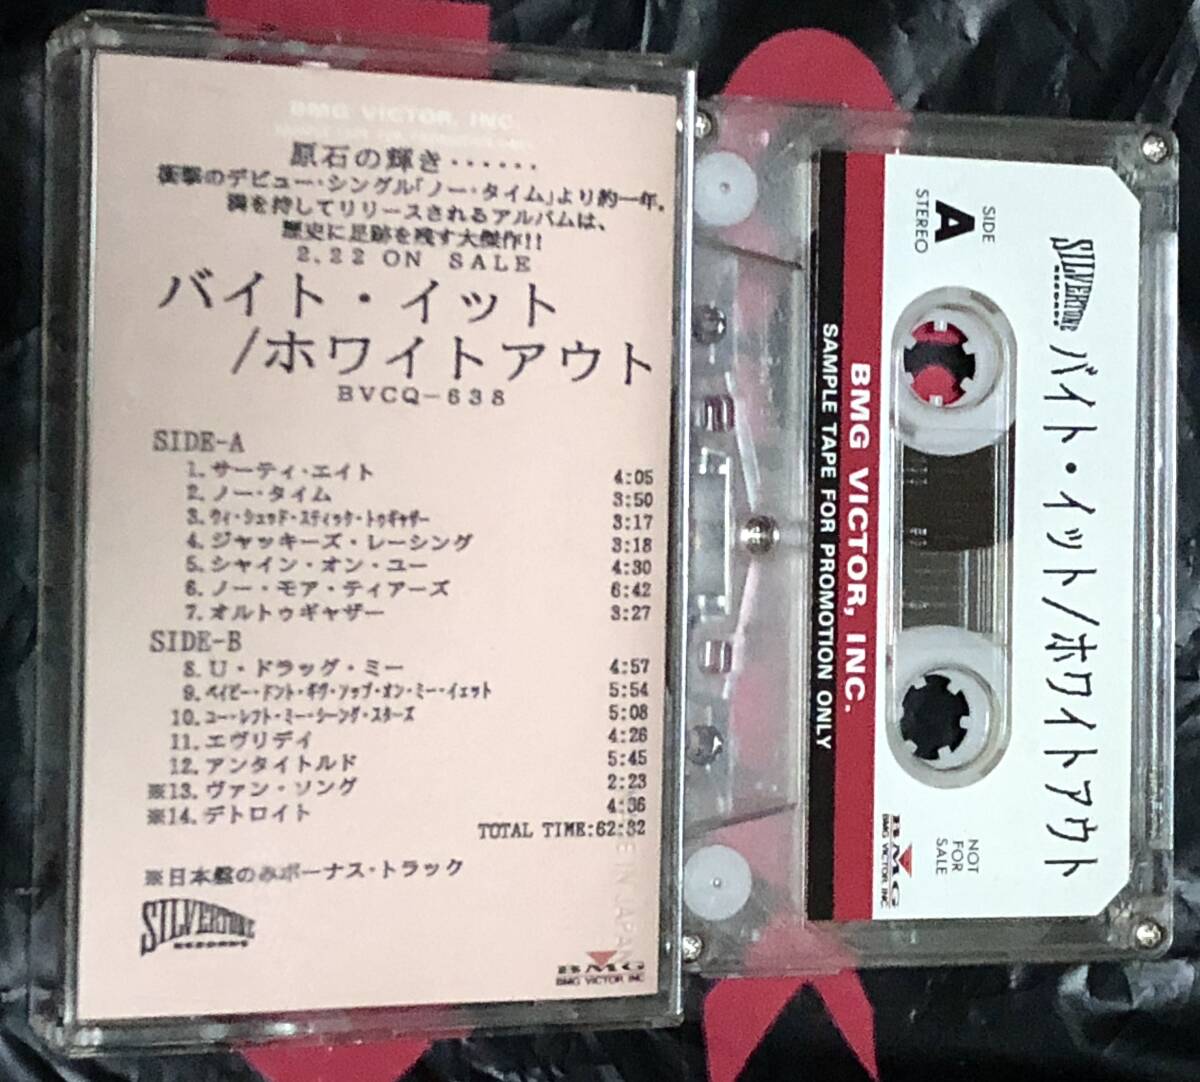 BMG VICTOR, INC.
原石の輝き・・・・・・
衝撃のデビュー・シングル「ノー・タイム」より約一年。
満を持してリリースされるアルバムは、
歴史に足跡を残す大傑作!!
2,22 ON SALE
バイト・イット
/ホワイトアウト
BVCQ-638
SIDE-A
1.サーティ・エイト 4:05
2.ノー・タイム 3:50
3.ウィ・シュッド・スティック・トゥギャザー 3:17
4.ジャッキーズ・レーシング 3:18
5.シャイン・オン・ユー 4:30
6.ノー・モア・ティアーズ 6:42
7.オルトゥギャザー 3:27
SIDE-B
8.U・ドラッグ・ミー 4:57
9.ベイビー・ドント・ギヴ・アップ・オン・ミー・イェット 5:54
10.ユー・レフト・ミー・シーング・スターズ 5:08
11.エヴリデイ 4:26
12.アンタイトルド 5:45
※13.ヴァン・ソング 2:23
※14.デトロイト 4:36
TOTAL TIME:62:32
※日本盤のみボーナス・トラック
SILVERTONE
RECORDS
BMG
BMG VICTOR, INC.
MADE IN JAPAN
SIDE
A
STEREO
SILVERTONE
RECORDS
バイト・イット/ホワイトアウト
BMG VICTOR, INC.
SAMPLE TAPE FOR PROMOTION ONLY
NOT
FOR
SALE
BMG
BMG VICTOR, INC.